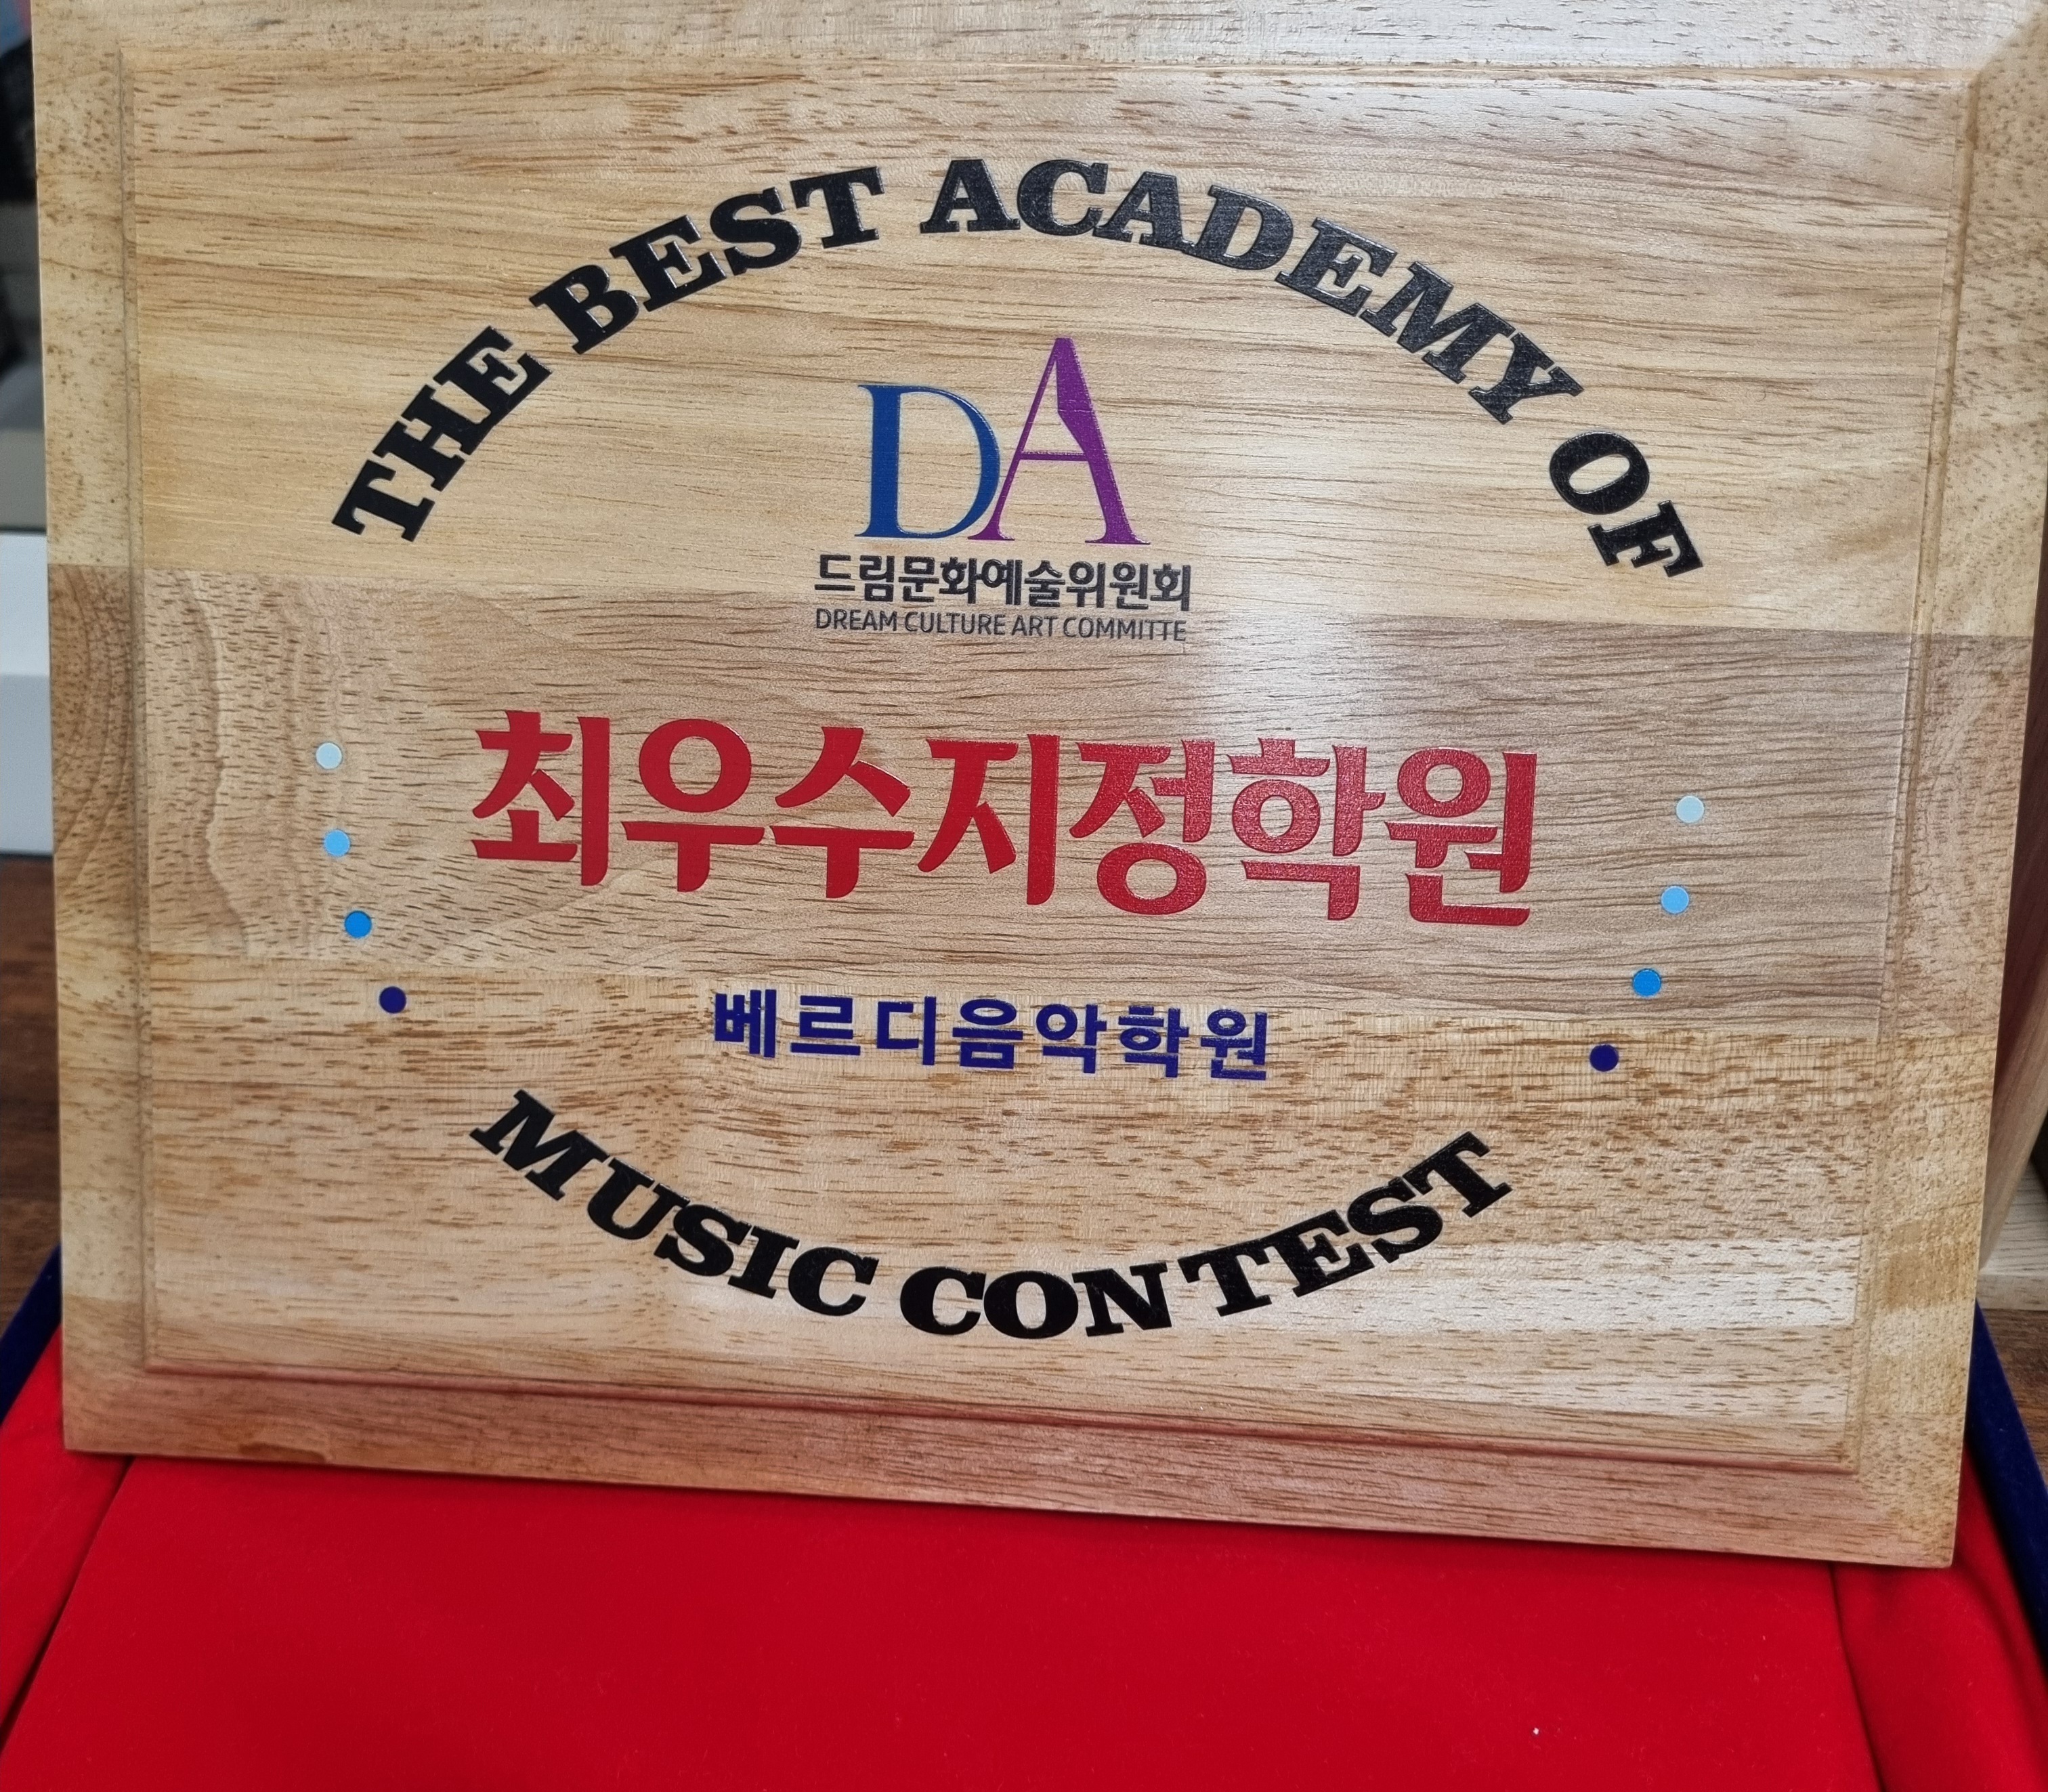 THE BEST ACADEMY OF
DA
드림문화예술위원회
DREAM CULTURE ART COMMITTE
최우수지정학원
베르디음악학원
MUSIC CONTEST